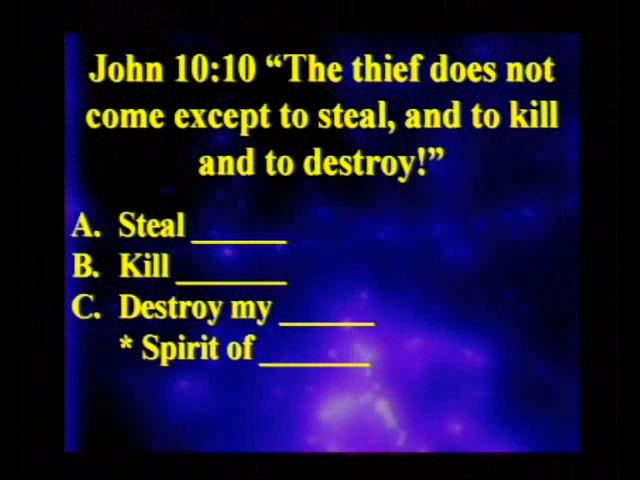 John 10:10 “The thief does not
come except to steal, and to kill
and to destroy!”
A. Steal ______
B. Kill _______
C. Destroy my ______
* Spirit of _______